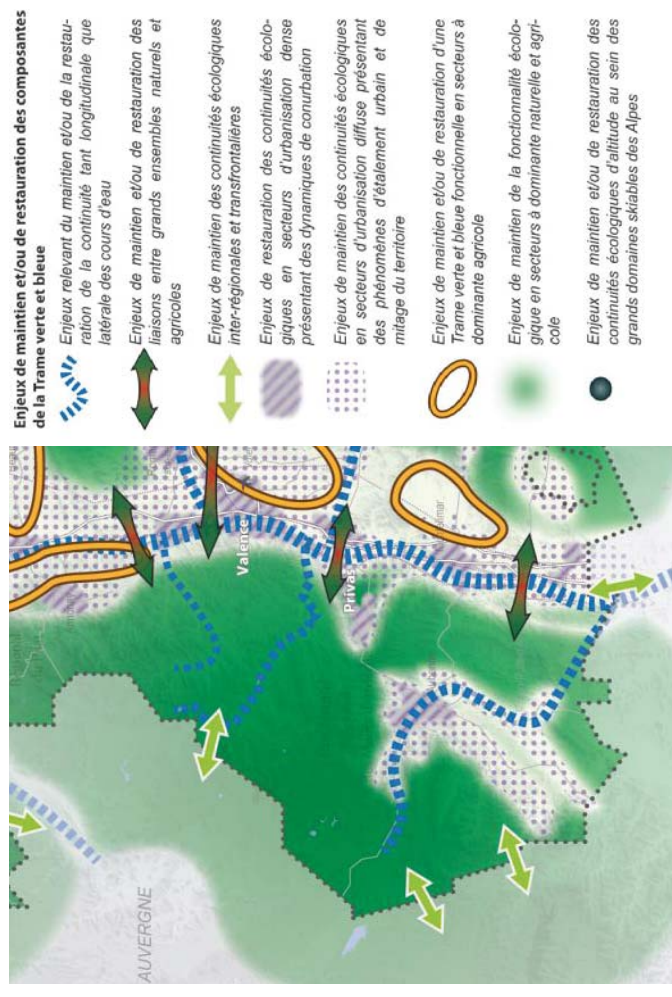 Enjeux de maintien et/ou de restauration des composantes
de la Trame verte et bleue
Enjeux relevant du maintien et/ou de la restau-
ration de la continuité tant longitudinale que
latérale des cours d'eau
Enjeux de maintien et/ou de restauration des
liaisons entre grands ensembles naturels et
agricoles
Enjeux de maintien des continuités écologiques
inter-régionales et transfrontalières
Enjeux de restauration des continuités écolo-
giques en secteurs d'urbanisation dense
présentant des dynamiques de conurbation
Enjeux de maintien des continuités écologiques
en secteurs d'urbanisation diffuse présentant
des phénomènes d'étalement urbain et de
mitage du territoire
Enjeux de maintien et/ou de restauration d'une
Trame verte et bleue fonctionnelle en secteurs à
dominante agricole
Enjeux de maintien de la fonctionnalité écolo-
gique en secteurs à dominante naturelle et agri-
cole
Enjeux de maintien et/ou de restauration des
continuités écologiques d'altitude au sein des
grands domaines skiables des Alpes
AUVERGNE
Valence
Privas